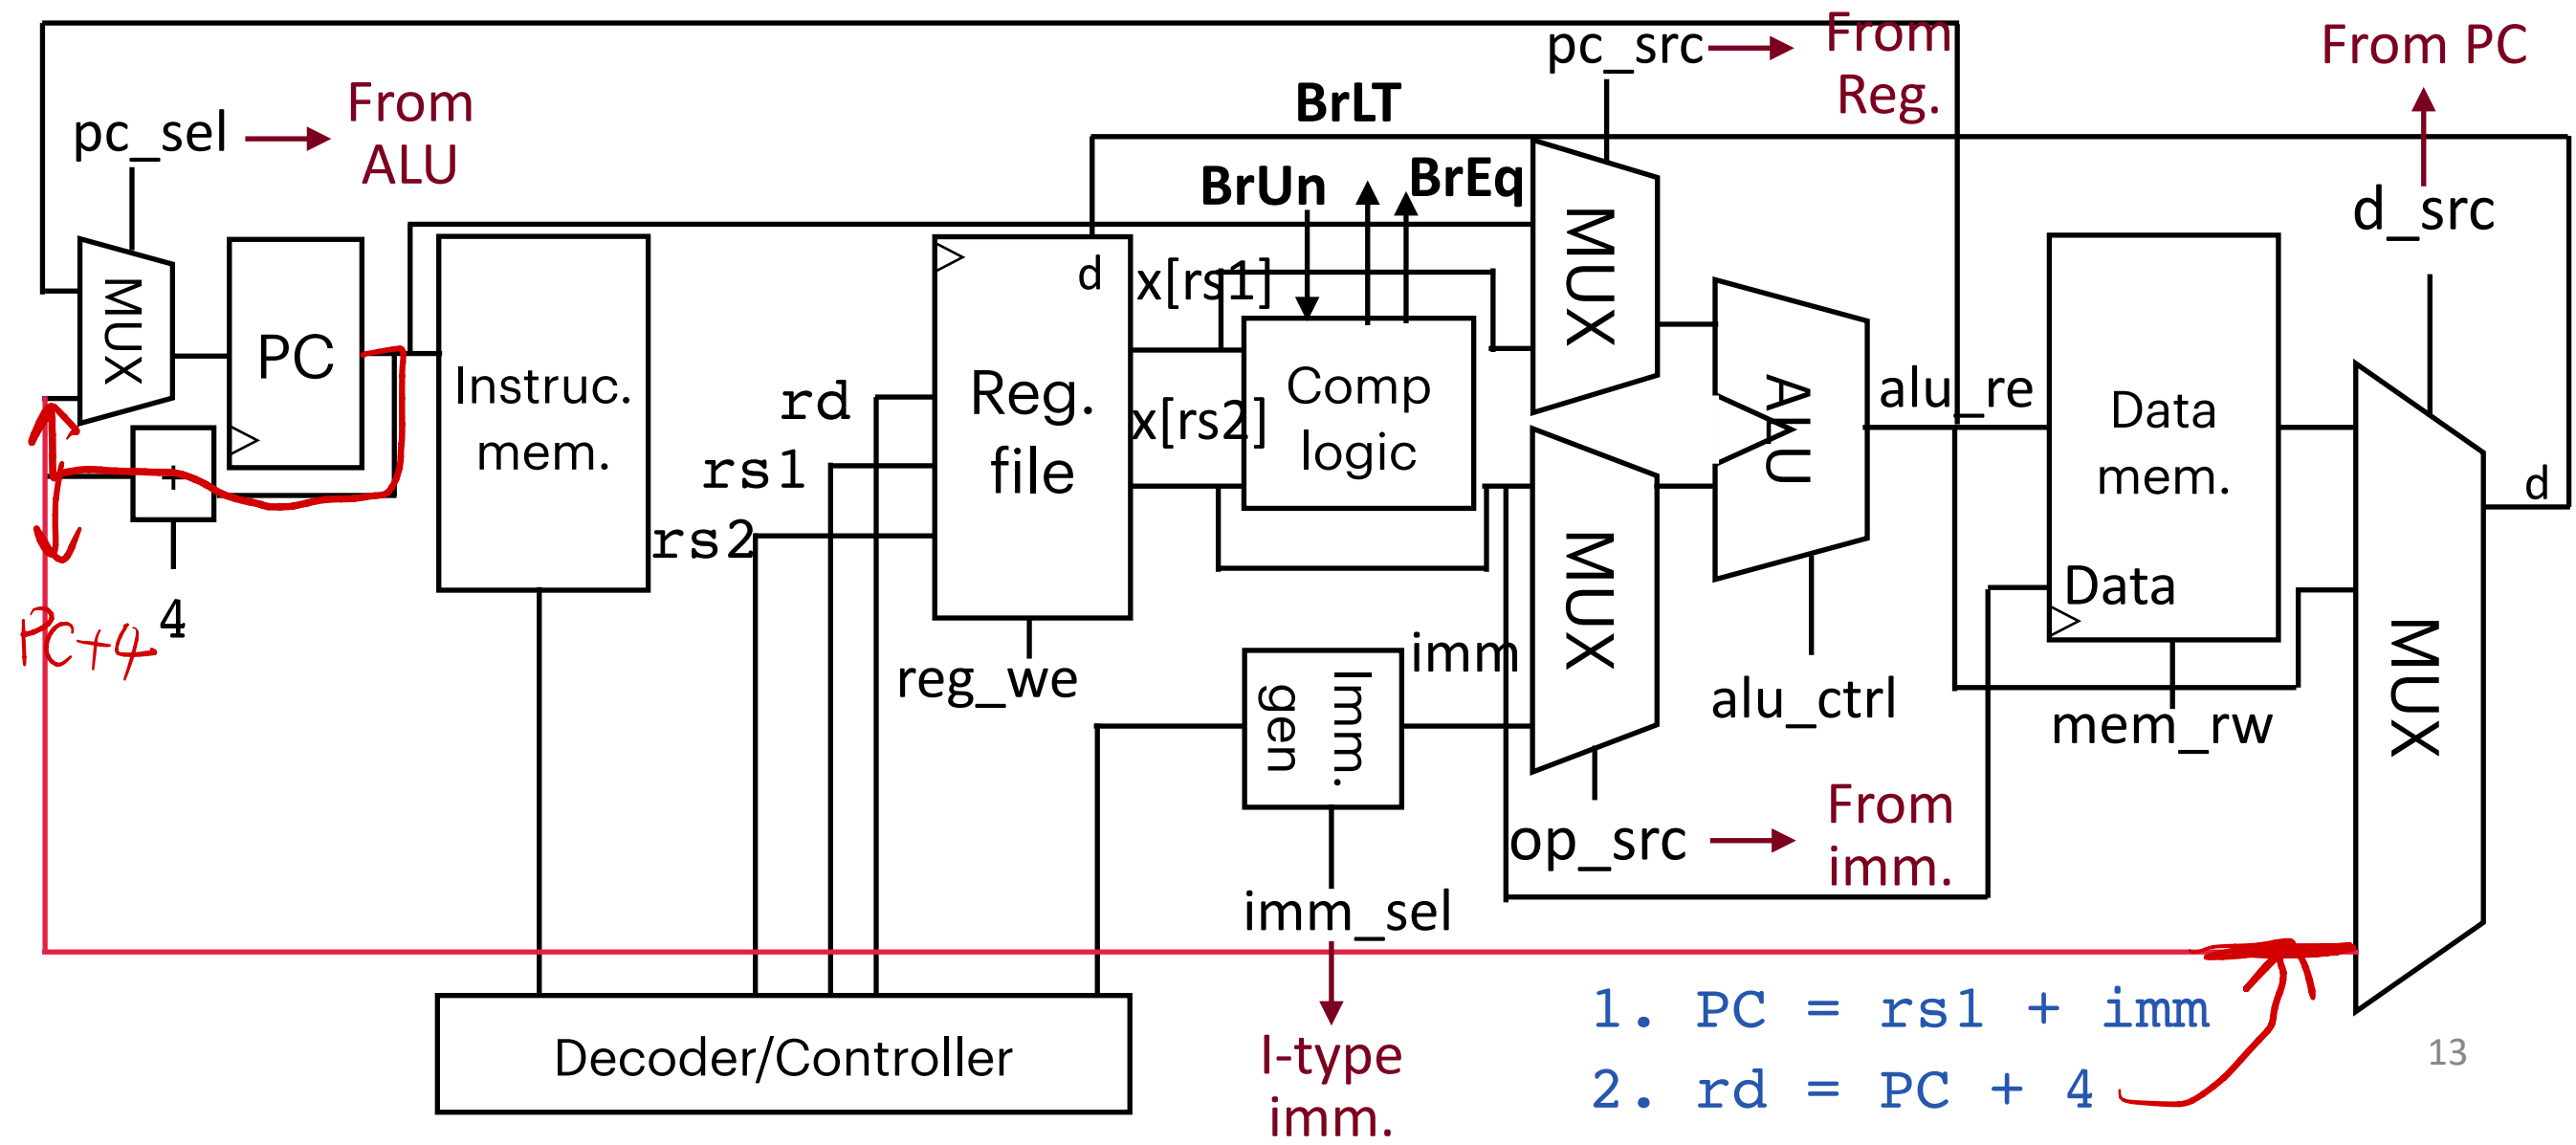 pc_src
From
Reg.
From PC
pc_sel
From
ALU
BrLT
BrUn
BrEq
d_src
MUX
PC
Instruc.
mem.
d
x[rs1]
x[rs2]
Reg.
file
Comp
logic
MUX
MUX
ALU
alu_re
Data
mem.
Data
d
MUX
rd
rs1
rs2
+
4
PC+4
reg_we
imm
Imm.
gen
alu_ctrl
mem_rw
op_src
From
imm.
imm_sel
I-type
imm.
Decoder/Controller
1. PC = rs1 + imm
2. rd = PC + 4
13